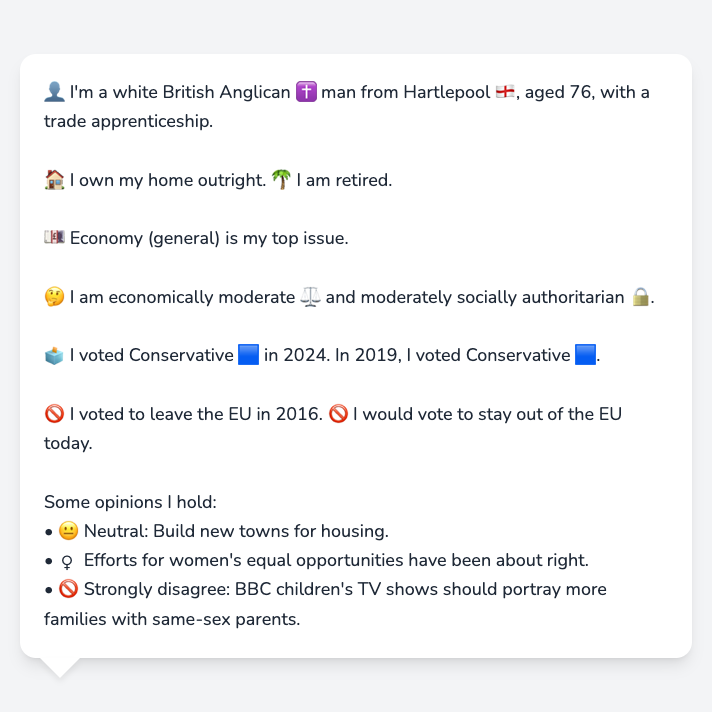 👤 I'm a white British Anglican ✝️ man from Hartlepool 🏴󠁧󠁢󠁥󠁮󠁧󠁿, aged 76, with a
trade apprenticeship.
🏠 I own my home outright. 🌴 I am retired.
💷 Economy (general) is my top issue.
🤔 I am economically moderate ⚖️ and moderately socially authoritarian 🔒.
🗳️ I voted Conservative 🟦 in 2024. In 2019, I voted Conservative 🟦.
🚫 I voted to leave the EU in 2016. 🚫 I would vote to stay out of the EU
today.
Some opinions I hold:
• 😐 Neutral: Build new towns for housing.
• ♀ Efforts for women's equal opportunities have been about right.
• 🚫 Strongly disagree: BBC children's TV shows should portray more
families with same-sex parents.